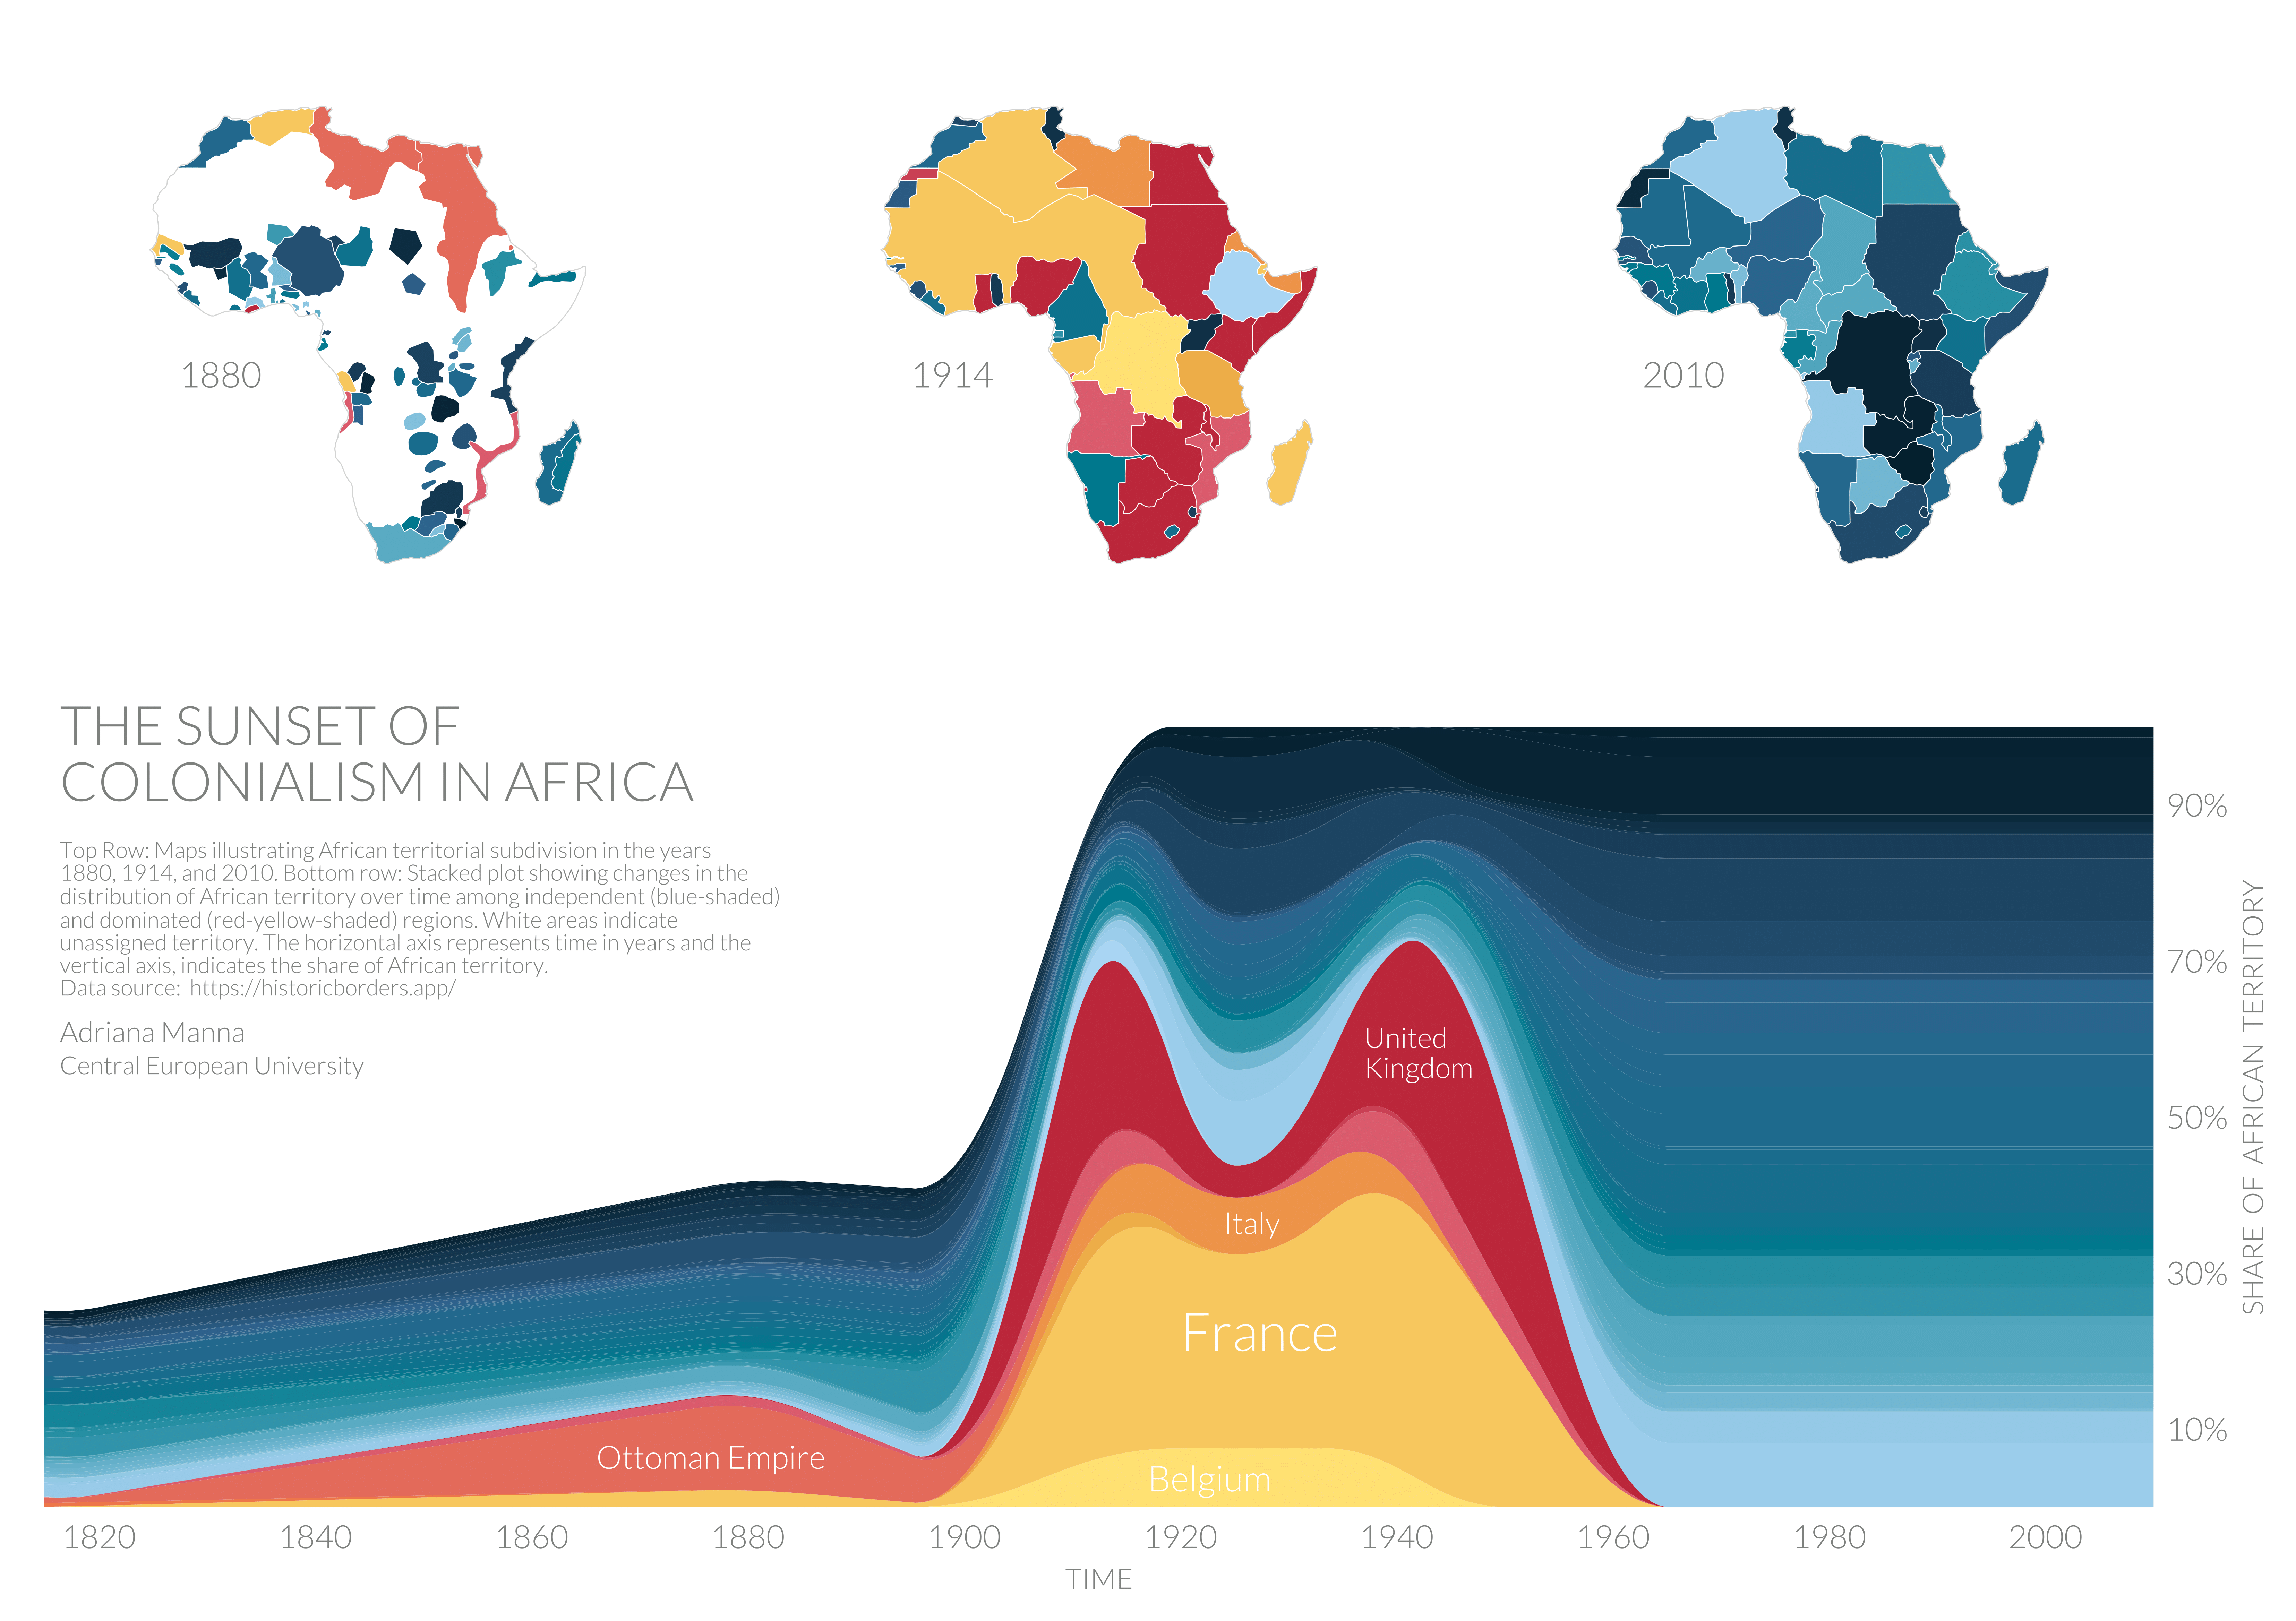 1880
1914
2010
THE SUNSET OF
COLONIALISM IN AFRICA
Top Row: Maps illustrating African territorial subdivision in the years
1880, 1914, and 2010. Bottom row: Stacked plot showing changes in the
distribution of African territory over time among independent (blue-shaded)
and dominated (red-yellow-shaded) regions. White areas indicate
unassigned territory. The horizontal axis represents time in years and the
vertical axis, indicates the share of African territory.
Data source: https://historicborders.app/
Adriana Manna
Central European University
United
Kingdom
Italy
France
Ottoman Empire
Belgium
90%
70%
50%
30%
10%
SHARE OF AFRICAN TERRITORY
1820
1840
1860
1880
1900
1920
1940
1960
1980
2000
TIME